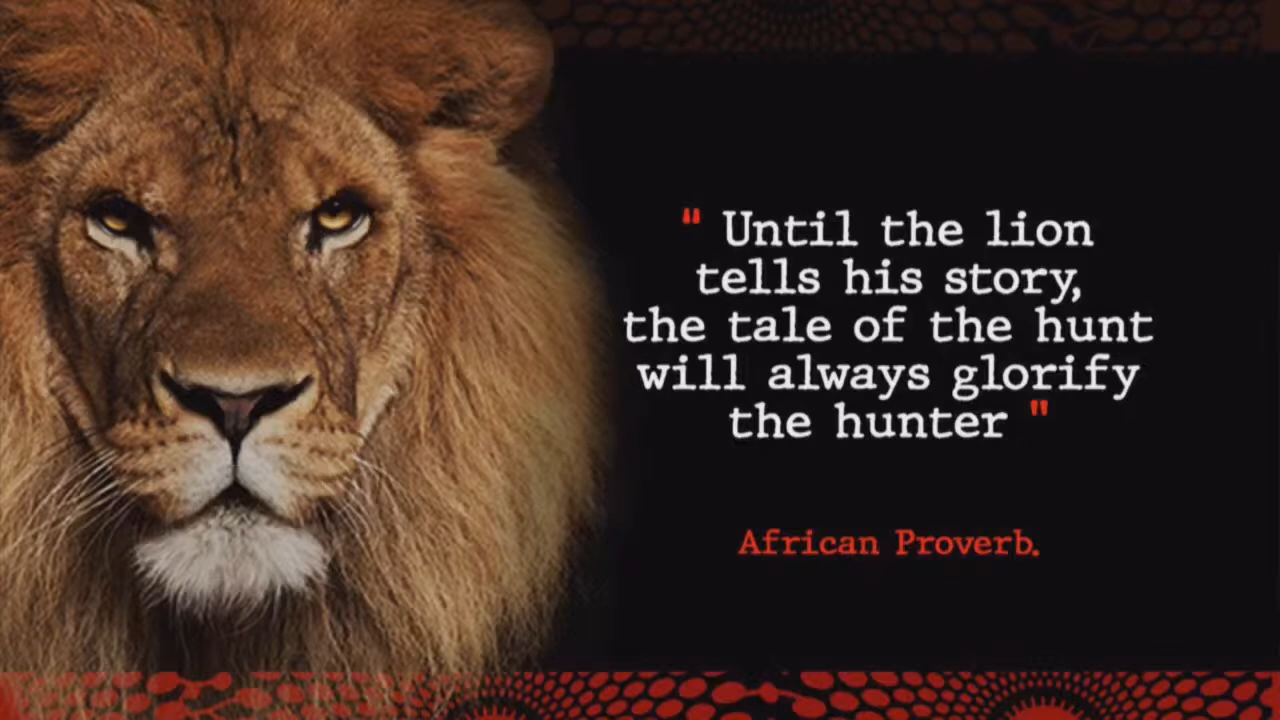 " Until the lion
tells his story,
the tale of the hunt
will always glorify
the hunter "
African Proverb.